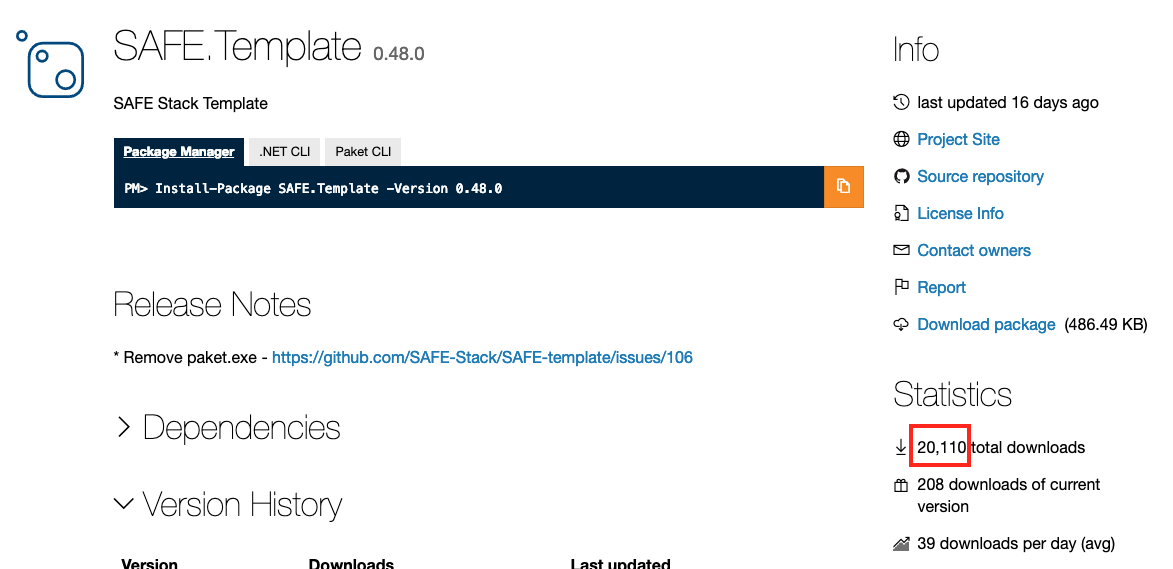 SAFE.Template 0.48.0
SAFE Stack Template
Package Manager .NET CLI Paket CLI
PM> Install-Package SAFE.Template -Version 0.48.0
Release Notes
* Remove paket.exe - https://github.com/SAFE-Stack/SAFE-template/issues/106
Dependencies
Version History
Version Downloads Last updated
Info
last updated 16 days ago
Project Site
Source repository
License Info
Contact owners
Report
Download package (486.49 KB)
Statistics
20,110 total downloads
208 downloads of current
version
39 downloads per day (avg)